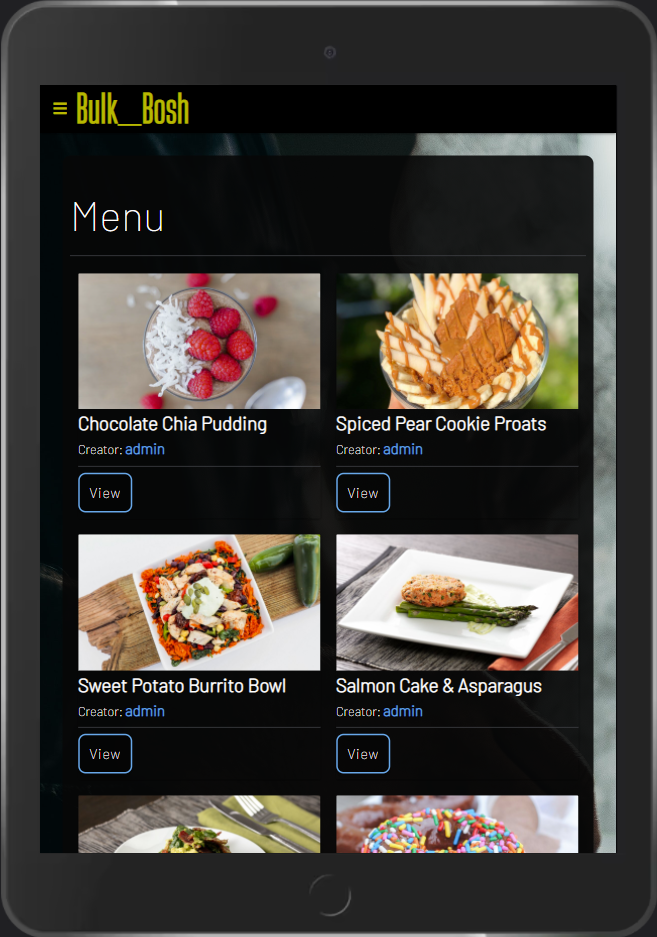 Bulk__Bosh
Menu
Chocolate Chia Pudding
Creator: admin
View
Spiced Pear Cookie Proats
Creator: admin
View
Sweet Potato Burrito Bowl
Creator: admin
View
Salmon Cake & Asparagus
Creator: admin
View